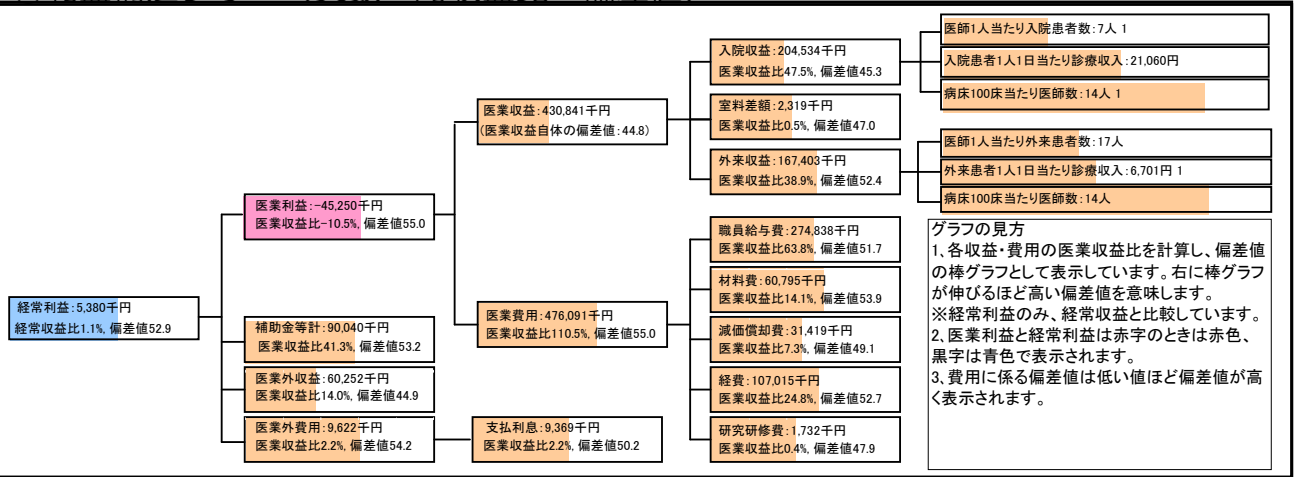 経常利益:5,380千円
経常収益比1.1%, 偏差値52.9
医業利益:-45,250千円
医業収益比-10.5%, 偏差値55.0
補助金等計:90,040千円
医業収益比41.3%, 偏差値53.2
医業外収益:60,252千円
医業収益比14.0%, 偏差値44.9
医業外費用:9,622千円
医業収益比2.2%, 偏差値54.2
医業収益:430,841千円
(医業収益自体の偏差値:44.8)
医業費用:476,091千円
医業収益比110.5%, 偏差値55.0
支払利息:9,369千円
医業収益比2.2%, 偏差値50.2
入院収益:204,534千円
医業収益比47.5%, 偏差値45.3
室料差額:2,319千円
医業収益比0.5%, 偏差値47.0
外来収益:167,403千円
医業収益比38.9%, 偏差値52.4
職員給与費:274,838千円
医業収益比63.8%, 偏差値51.7
材料費:60,795千円
医業収益比14.1%, 偏差値53.9
減価償却費:31,419千円
医業収益比7.3%, 偏差値49.1
経費:107,015千円
医業収益比24.8%, 偏差値52.7
研究研修費:1,732千円
医業収益比0.4%, 偏差値47.9
医師1人当たり入院患者数:7人 1
入院患者1人1日当たり診療収入:21,060円
病床100床当たり医師数:14人 1
医師1人当たり外来患者数:17人
外来患者1人1日当たり診療収入:6,701円 1
病床100床当たり医師数:14人
グラフの見方
1、各収益・費用の医業収益比を計算し、偏差値
の棒グラフとして表示しています。右に棒グラフ
が伸びるほど高い偏差値を意味します。
※経常利益のみ、経常収益と比較しています。
2、医業利益と経常利益は赤字のときは赤色、
黒字は青色で表示されます。
3、費用に係る偏差値は低い値ほど偏差値が高
く表示されます。